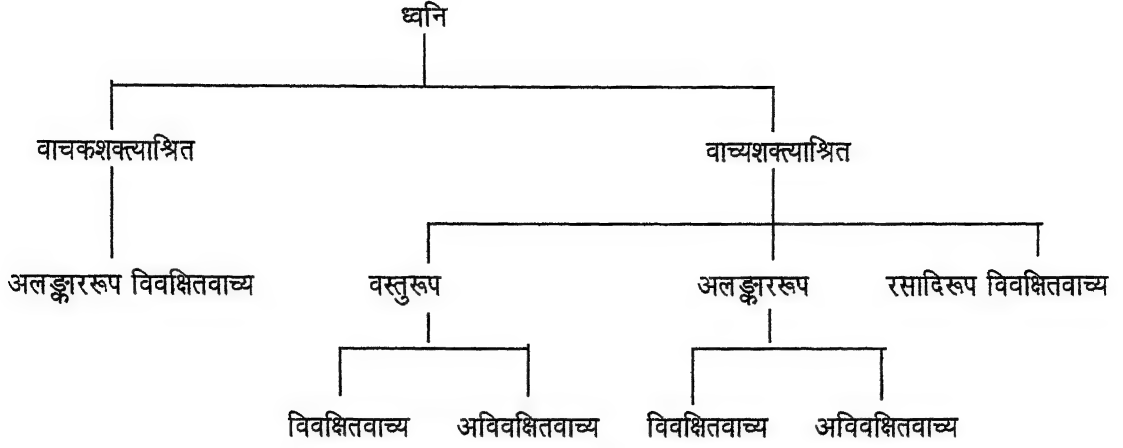 ध्वनि
वाचकशक्त्याश्रित वाच्यशक्त्याश्रित
अलङ्काररूप विवक्षितवाच्य वस्तुरूप अलङ्काररूप रसादिरूप विवक्षितवाच्य
विवक्षितवाच्य अविवक्षितवाच्य विवक्षितवाच्य अविवक्षितवाच्य